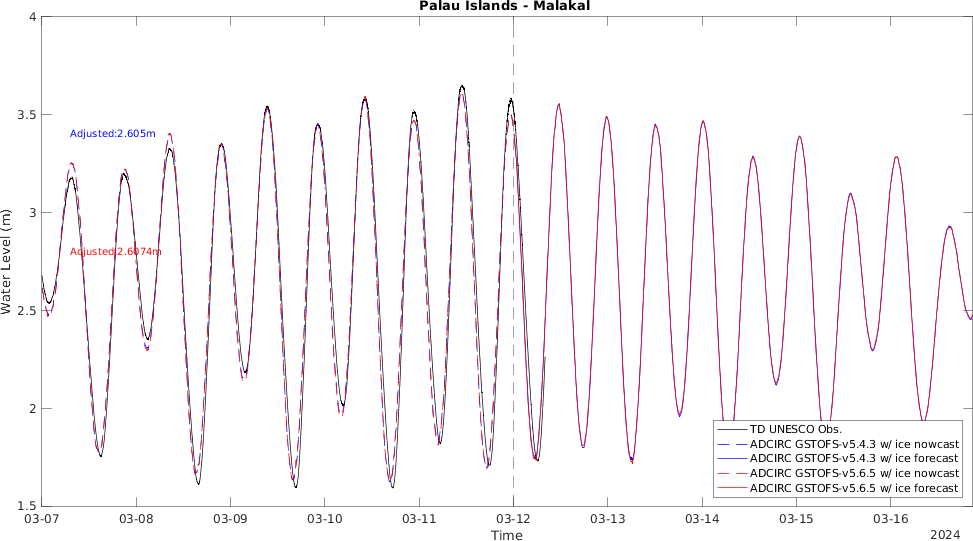 Palau Islands - Malakal
4
3.5
3
2.5
2
1.5
Water Level (m)
Adjusted:2.605m
Adjusted:2.6074m
TD UNESCO Obs.
ADCIRC GSTOFS-v5.4.3 w/ ice nowcast
ADCIRC GSTOFS-v5.4.3 w/ ice forecast
ADCIRC GSTOFS-v5.6.5 w/ ice nowcast
ADCIRC GSTOFS-v5.6.5 w/ ice forecast
03-07 03-08 03-09 03-10 03-11 03-12 03-13 03-14 03-15 03-16
Time
2024